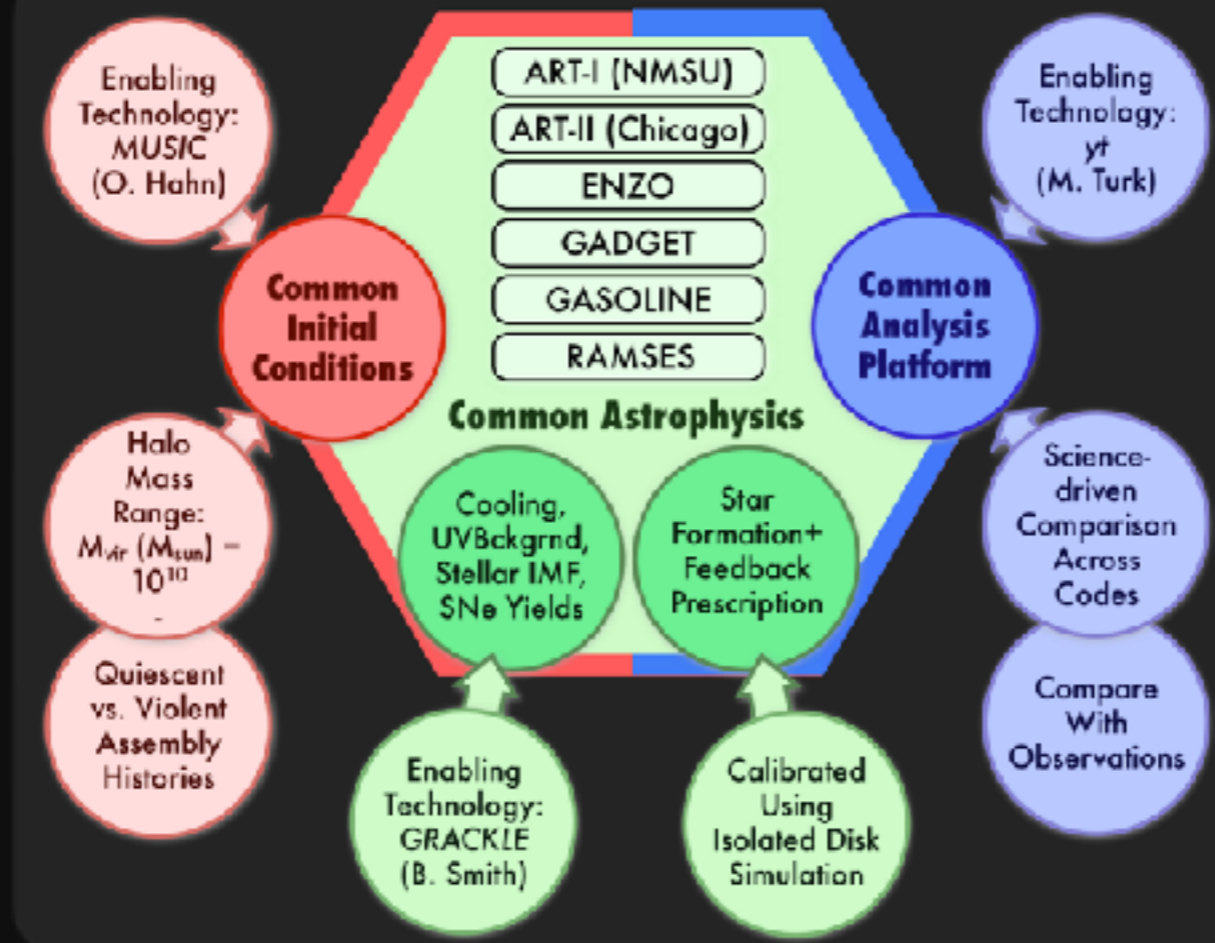 Enabling
Technology:
MUSIC
(O. Hahn)
ART-I (NMSU)
ART-II (Chicago)
ENZO
GADGET
GASOLINE
RAMSES
Enabling
Technology:
yt
(M. Turk)
Common
Initial
Conditions
Common
Analysis
Platform
Common Astrophysics
Halo
Mass
Range:
Mvir (Msun) –
10¹⁰
-
Quiescent
vs. Violent
Assembly
Histories
Cooling,
UVBckgrnd,
Stellar IMF,
SNe Yields
Star
Formation+
Feedback
Prescription
Science-
driven
Comparison
Across
Codes
Compare
With
Observations
Enabling
Technology:
GRACKLE
(B. Smith)
Calibrated
Using
Isolated Disk
Simulation